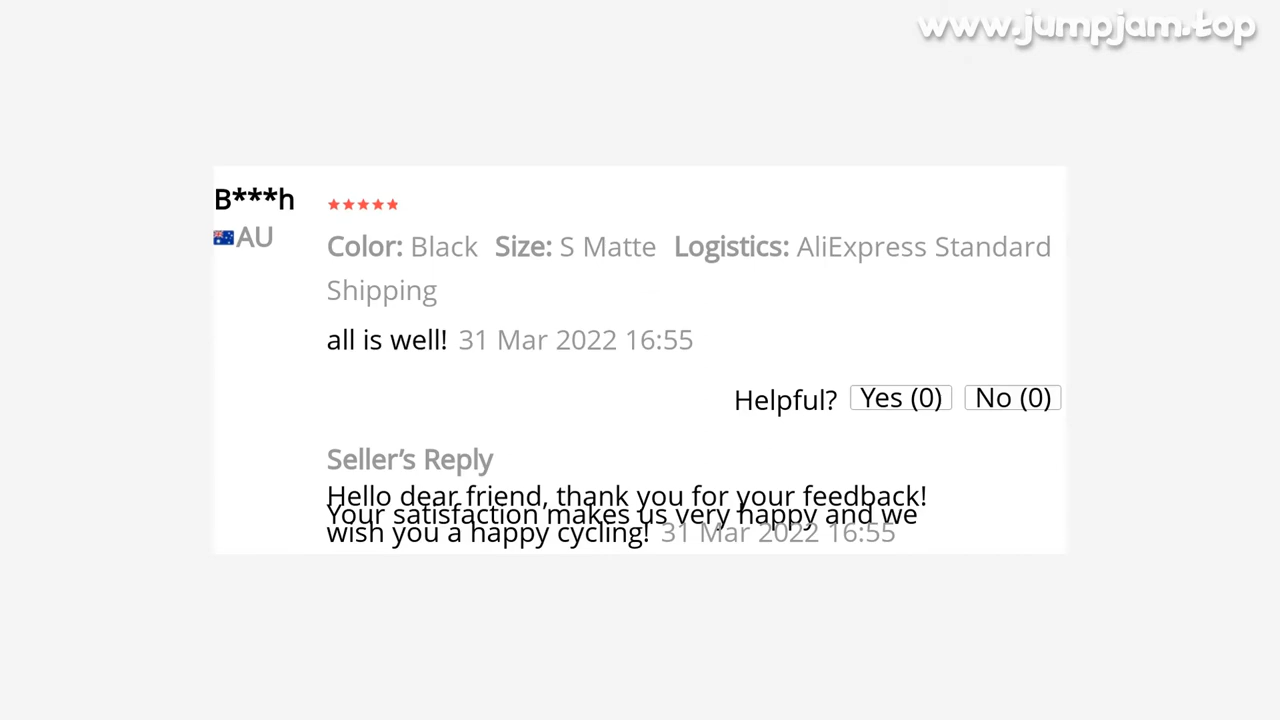 www.jumpjam.top
B***h
AU
Color: Black Size: S Matte Logistics: AliExpress Standard
Shipping
all is well! 31 Mar 2022 16:55
Helpful? Yes (0) No (0)
Seller’s Reply
Hello dear friend, thank you for your feedback!
Your satisfaction makes us very happy and we
wish you a happy cycling! 31 Mar 2022 16:55